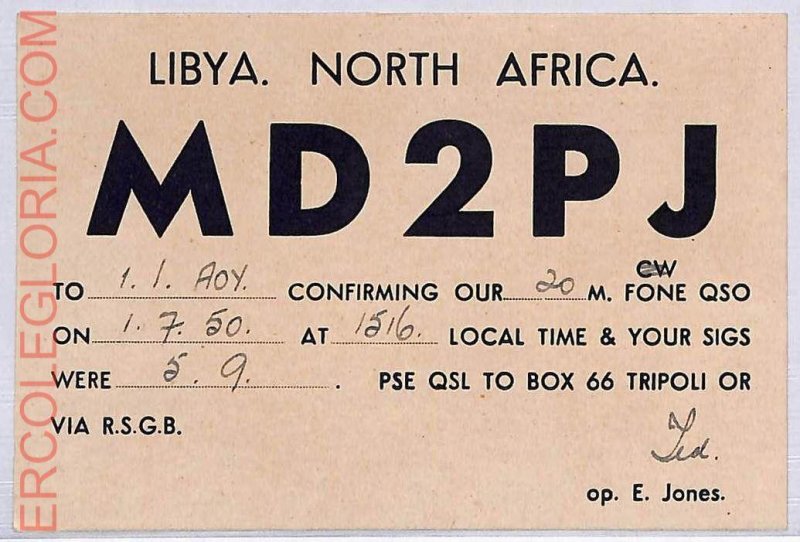 LIBYA. NORTH AFRICA.
MD2PJ
CW
TO 1. 1. AOY. CONFIRMING OUR 20 M. FONE QSO
ON 1. 7. 50. AT 1516. LOCAL TIME & YOUR SIGS
WERE 5. 9. . PSE QSL TO BOX 66 TRIPOLI OR
VIA R.S.G.B.
Ted.
op. E. Jones.
ERCOLEGLORIA.COM